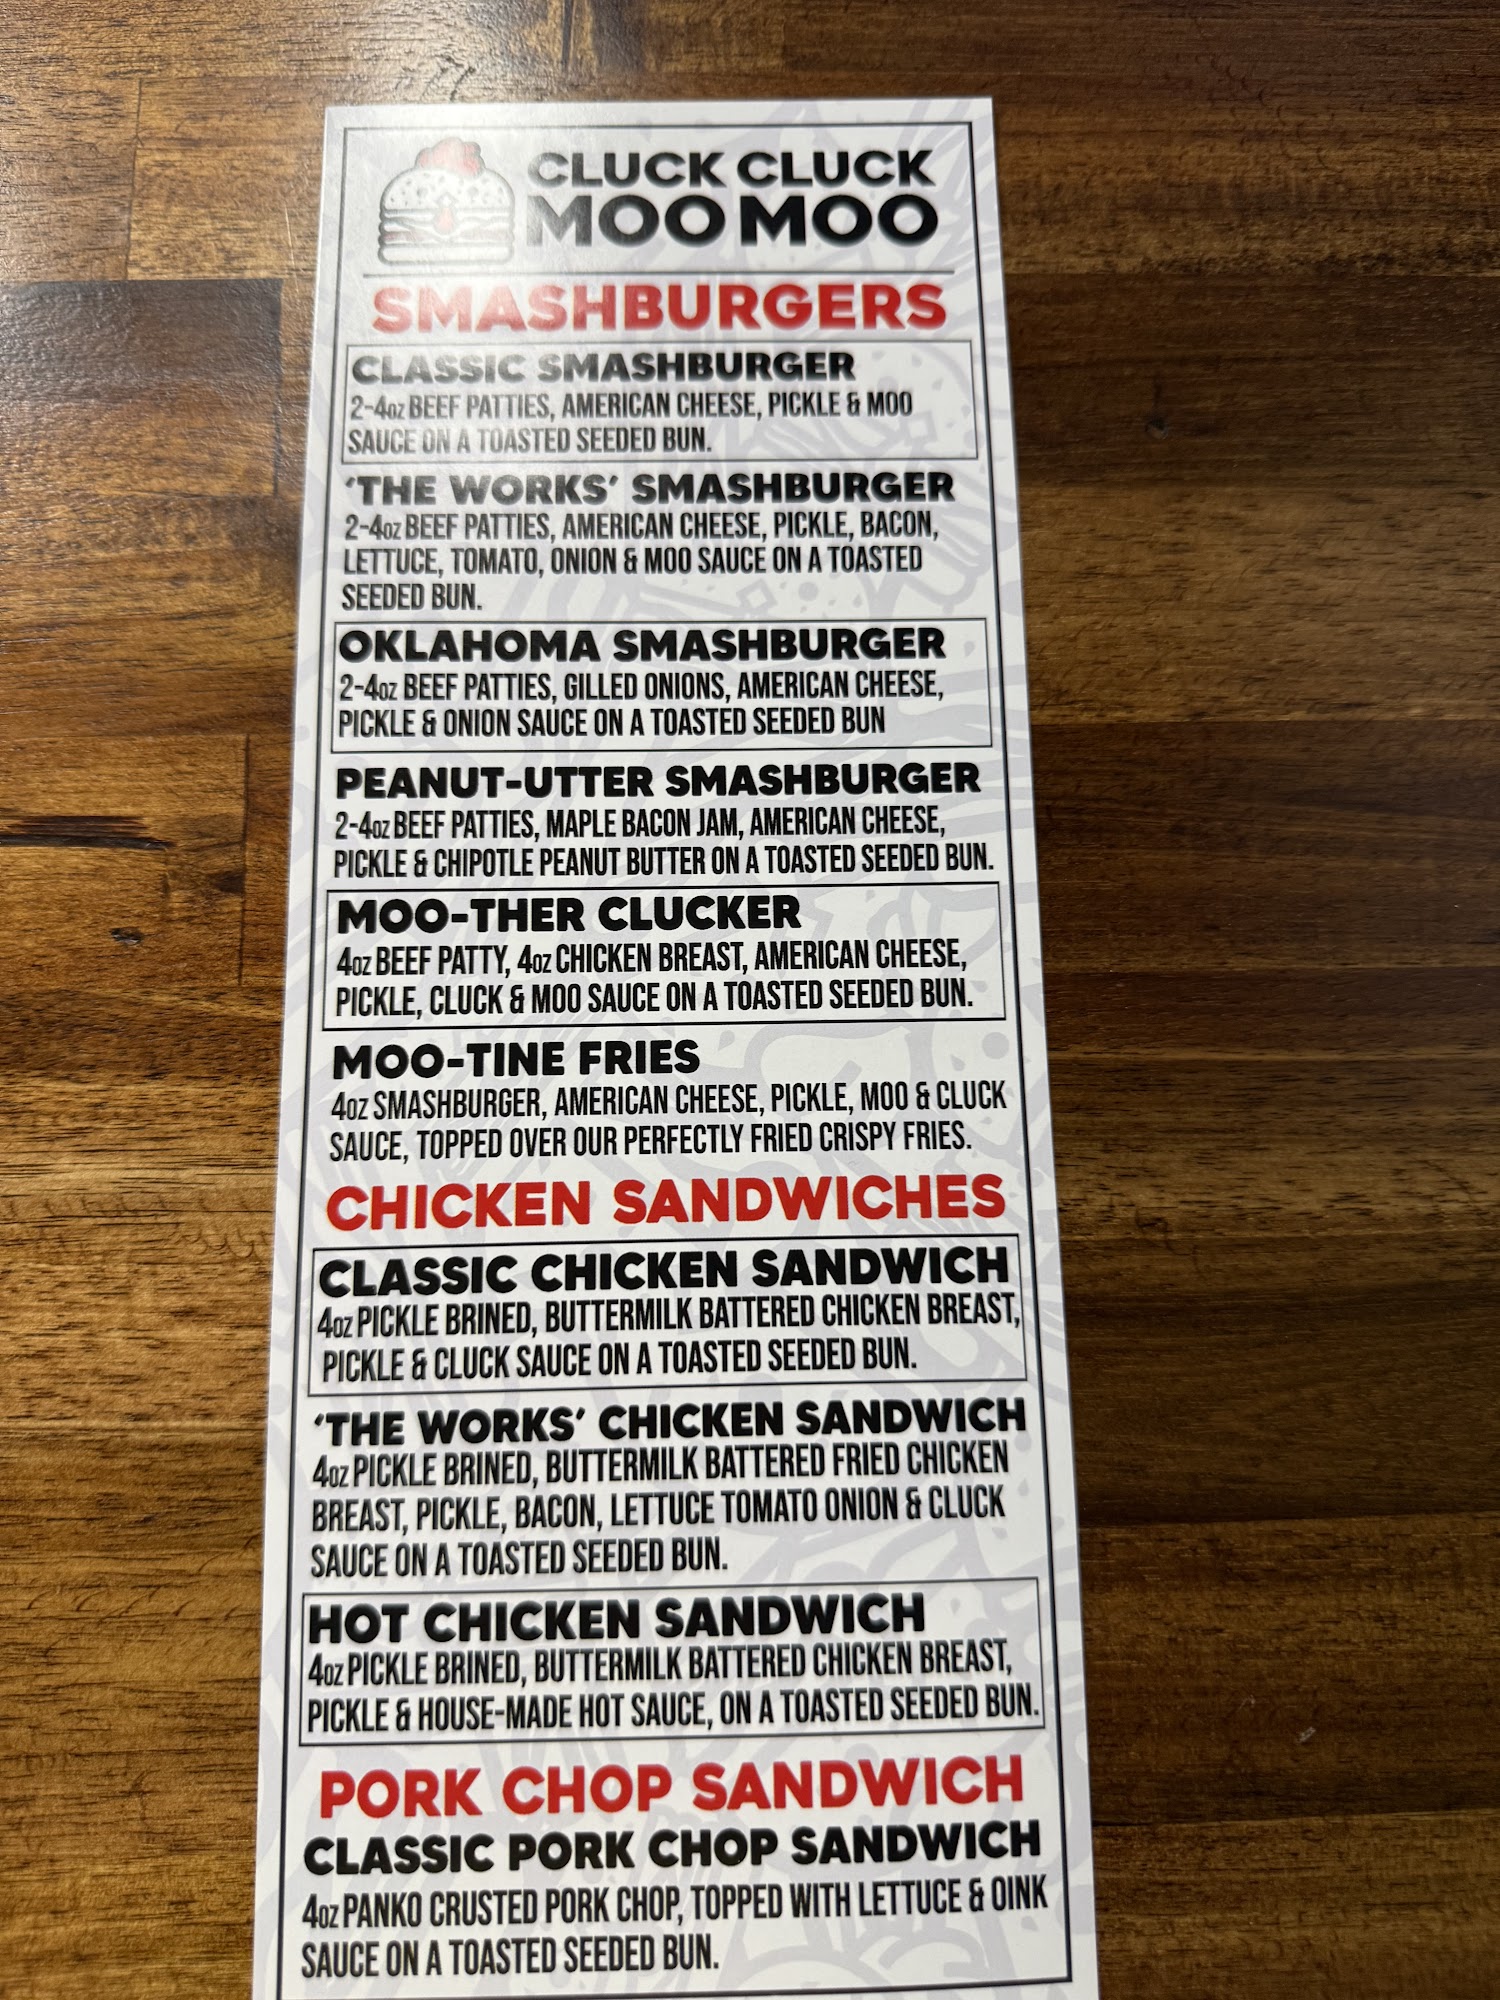 CLUCK CLUCK
MOO MOO
SMASHBURGERS
CLASSIC SMASHBURGER
2-4oz BEEF PATTIES, AMERICAN CHEESE, PICKLE & MOO
SAUCE ON A TOASTED SEEDED BUN.
'THE WORKS' SMASHBURGER
2-4oz BEEF PATTIES, AMERICAN CHEESE, PICKLE, BACON,
LETTUCE, TOMATO, ONION & MOO SAUCE ON A TOASTED
SEEDED BUN.
OKLAHOMA SMASHBURGER
2-4oz BEEF PATTIES, GILLED ONIONS, AMERICAN CHEESE,
PICKLE & ONION SAUCE ON A TOASTED SEEDED BUN
PEANUT-UTTER SMASHBURGER
2-4oz BEEF PATTIES, MAPLE BACON JAM, AMERICAN CHEESE,
PICKLE & CHIPOTLE PEANUT BUTTER ON A TOASTED SEEDED BUN.
MOO-THER CLUCKER
4oz BEEF PATTY, 4oz CHICKEN BREAST, AMERICAN CHEESE,
PICKLE, CLUCK & MOO SAUCE ON A TOASTED SEEDED BUN.
MOO-TINE FRIES
4oz SMASHBURGER, AMERICAN CHEESE, PICKLE, MOO & CLUCK
SAUCE, TOPPED OVER OUR PERFECTLY FRIED CRISPY FRIES.
CHICKEN SANDWICHES
CLASSIC CHICKEN SANDWICH
4oz PICKLE BRINED, BUTTERMILK BATTERED CHICKEN BREAST,
PICKLE & CLUCK SAUCE ON A TOASTED SEEDED BUN.
'THE WORKS' CHICKEN SANDWICH
4oz PICKLE BRINED, BUTTERMILK BATTERED FRIED CHICKEN
BREAST, PICKLE, BACON, LETTUCE TOMATO ONION & CLUCK
SAUCE ON A TOASTED SEEDED BUN.
HOT CHICKEN SANDWICH
4oz PICKLE BRINED, BUTTERMILK BATTERED CHICKEN BREAST,
PICKLE & HOUSE-MADE HOT SAUCE, ON A TOASTED SEEDED BUN.
PORK CHOP SANDWICH
CLASSIC PORK CHOP SANDWICH
4oz PANKO CRUSTED PORK CHOP, TOPPED WITH LETTUCE & OINK
SAUCE ON A TOASTED SEEDED BUN.